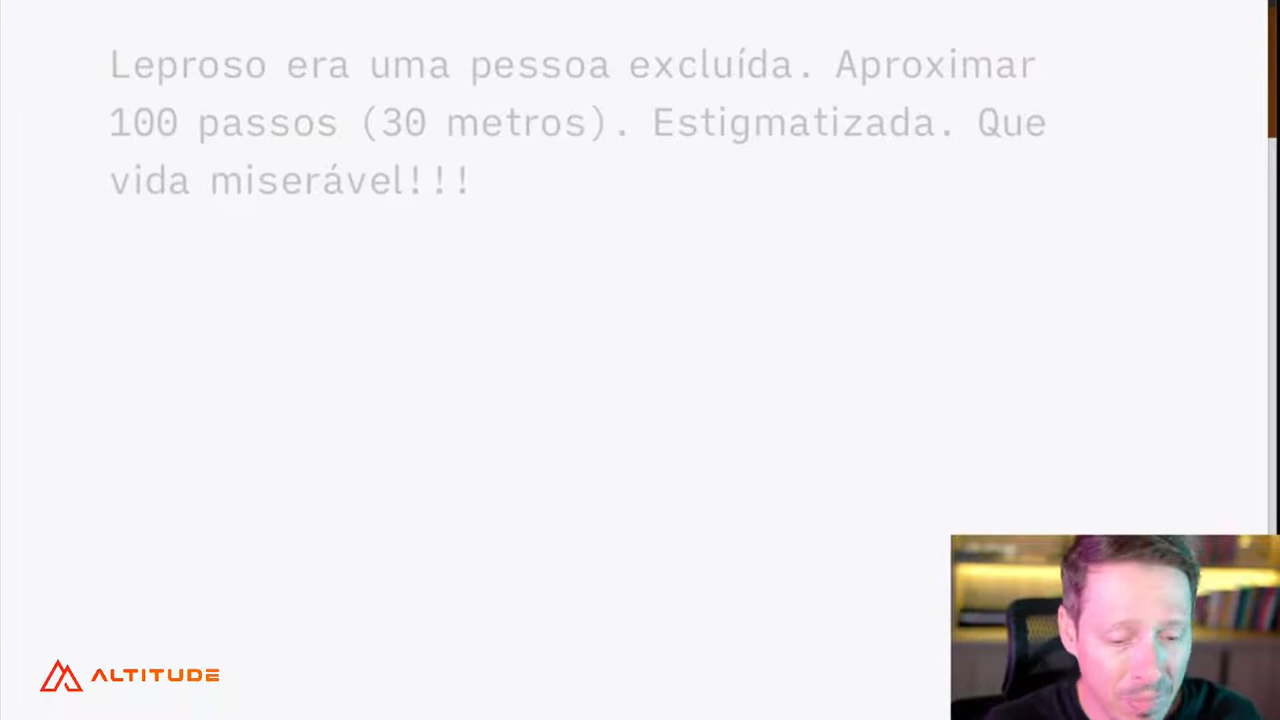 Leproso era uma pessoa excluída. Aproximar
100 passos (30 metros). Estigmatizada. Que
vida miserável!!!
ALTITUDE